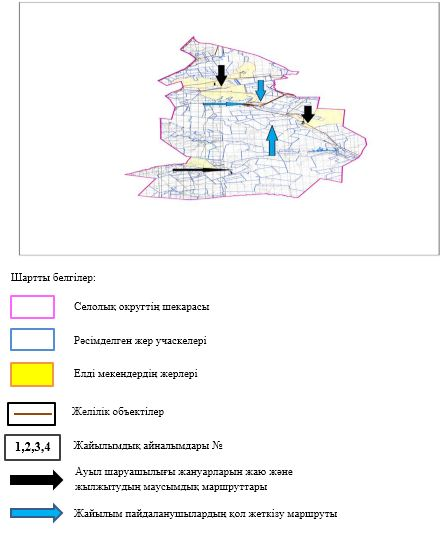 Шартты белгілер:
Селолық округтің шекарасы
Рәсімделген жер учаскелері
Елді мекендердің жерлері
Желілік объектілер
1,2,3,4 Жайылымдық айналымдары №
Ауыл шаруашылығы жануарларын жаю және
жылжытудың маусымдық маршруттары
Жайылым пайдаланушылардың қол жеткізу маршруты